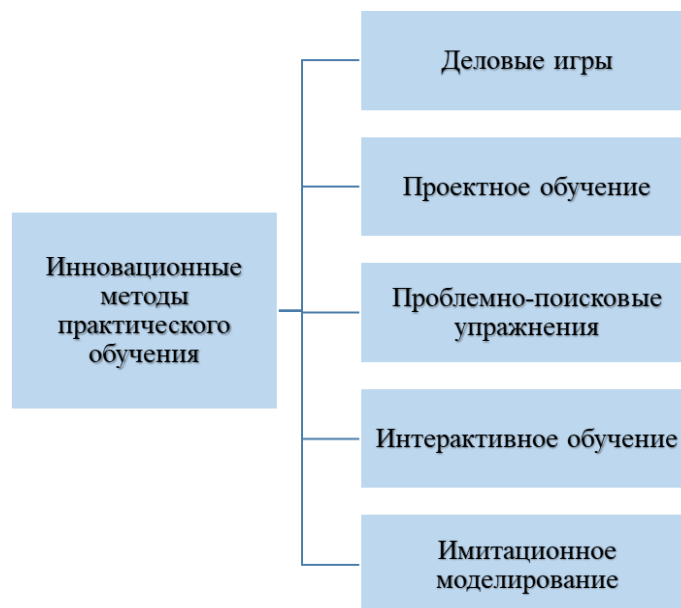 Деловые игры
Проектное обучение
Инновационные
методы
практического
обучения
Проблемно-поисковые
упражнения
Интерактивное обучение
Имитационное
моделирование